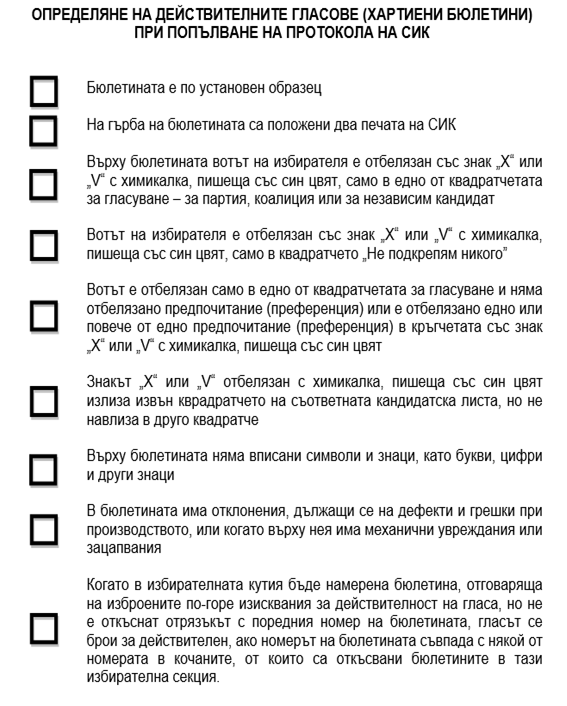 ОПРЕДЕЛЯНЕ НА ДЕЙСТВИТЕЛНИТЕ ГЛАСОВЕ (ХАРТИЕНИ БЮЛЕТИНИ)
ПРИ ПОПЪЛВАНЕ НА ПРОТОКОЛА НА СИК
Бюлетината е по установен образец
На гърба на бюлетината са положени два печата на СИК
Върху бюлетината вотът на избирателя е отбелязан със знак „X“ или
„V“ с химикалка, пишеща със син цвят, само в едно от квадратчетата
за гласуване – за партия, коалиция или за независим кандидат
Вотът на избирателя е отбелязан със знак „X“ или „V“ с химикалка,
пишеща със син цвят, само в квадратчето „Не подкрепям никого”
Вотът е отбелязан само в едно от квадратчетата за гласуване и няма
отбелязано предпочитание (преференция) или е отбелязано едно или
повече от едно предпочитание (преференция) в кръгчетата със знак
„X“ или „V“ с химикалка, пишеща със син цвят
Знакът „X“ или „V“ отбелязан с химикалка, пишеща със син цвят
излиза извън кврадратчето на съответната кандидатска листа, но не
навлиза в друго квадратче
Върху бюлетината няма вписани символи и знаци, като букви, цифри
и други знаци
В бюлетината има отклонения, дължащи се на дефекти и грешки при
производството, или когато върху нея има механични увреждания или
зацапвания
Когато в избирателната кутия бъде намерена бюлетина, отговаряща
на изброените по-горе изисквания за действителност на гласа, но не
е откъснат отрязъкът с поредния номер на бюлетината, гласът се
брои за действителен, ако номерът на бюлетината съвпада с някой от
номерата в кочаните, от които са откъсвани бюлетините в тази
избирателна секция.